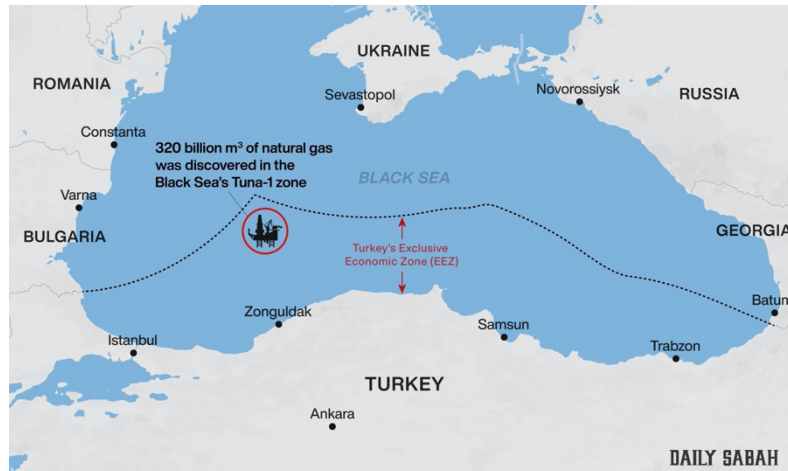 UKRAINE
ROMANIA
Sevastopol
Novorossiysk
RUSSIA
Constanta
320 billion m³ of natural gas
was discovered in the
Black Sea's Tuna-1 zone
BLACK SEA
Varna
BULGARIA
GEORGIA
Turkey's Exclusive
Economic Zone (EEZ)
Batum
Zonguldak
Istanbul
Samsun
Trabzon
TURKEY
Ankara
DAILY SABAH